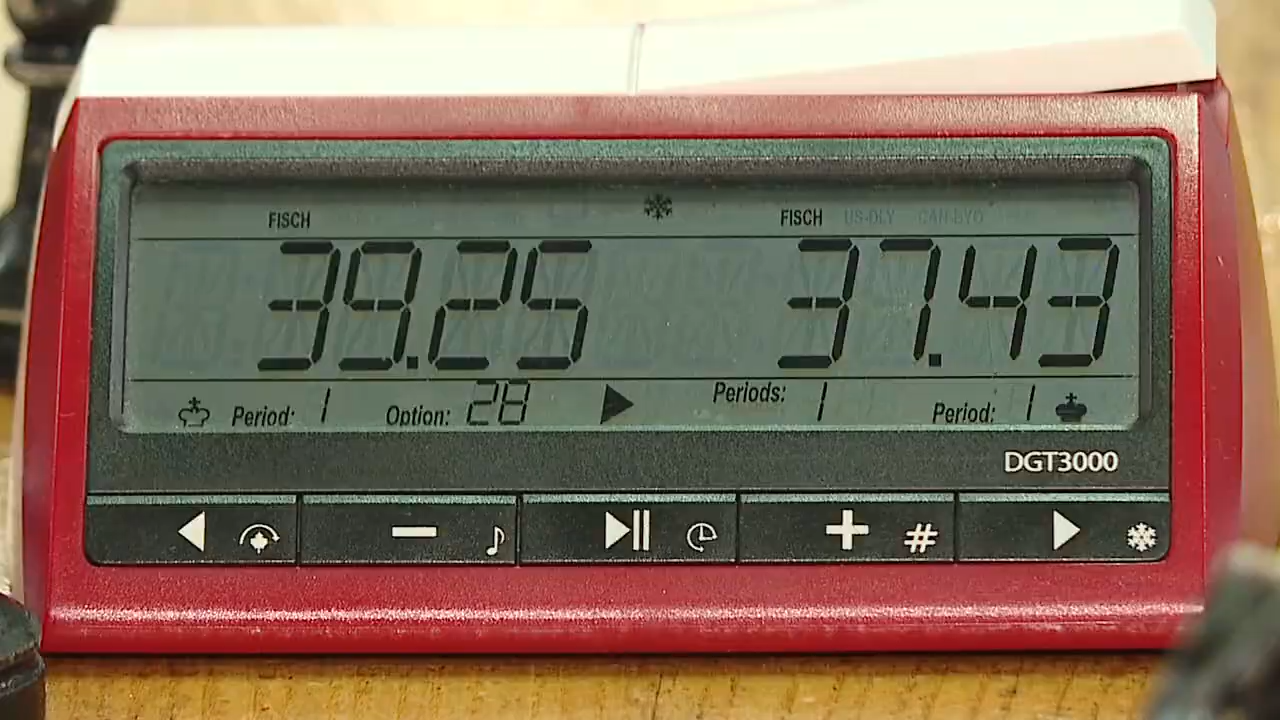 FISCH FISCH US-DLY CAN-BYO
39.25 37.43
Period: 1 Option: 28 Periods: 1 Period: 1
DGT3000